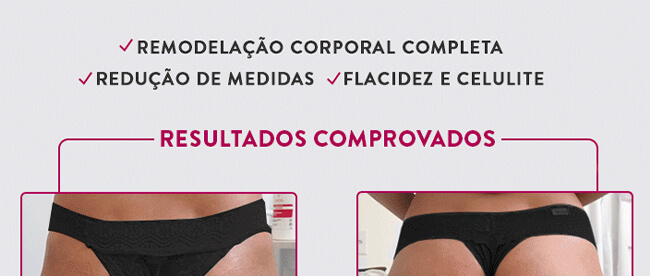 ✓ REMODELAÇÃO CORPORAL COMPLETA
✓ REDUÇÃO DE MEDIDAS ✓ FLACIDEZ E CELULITE
RESULTADOS COMPROVADOS